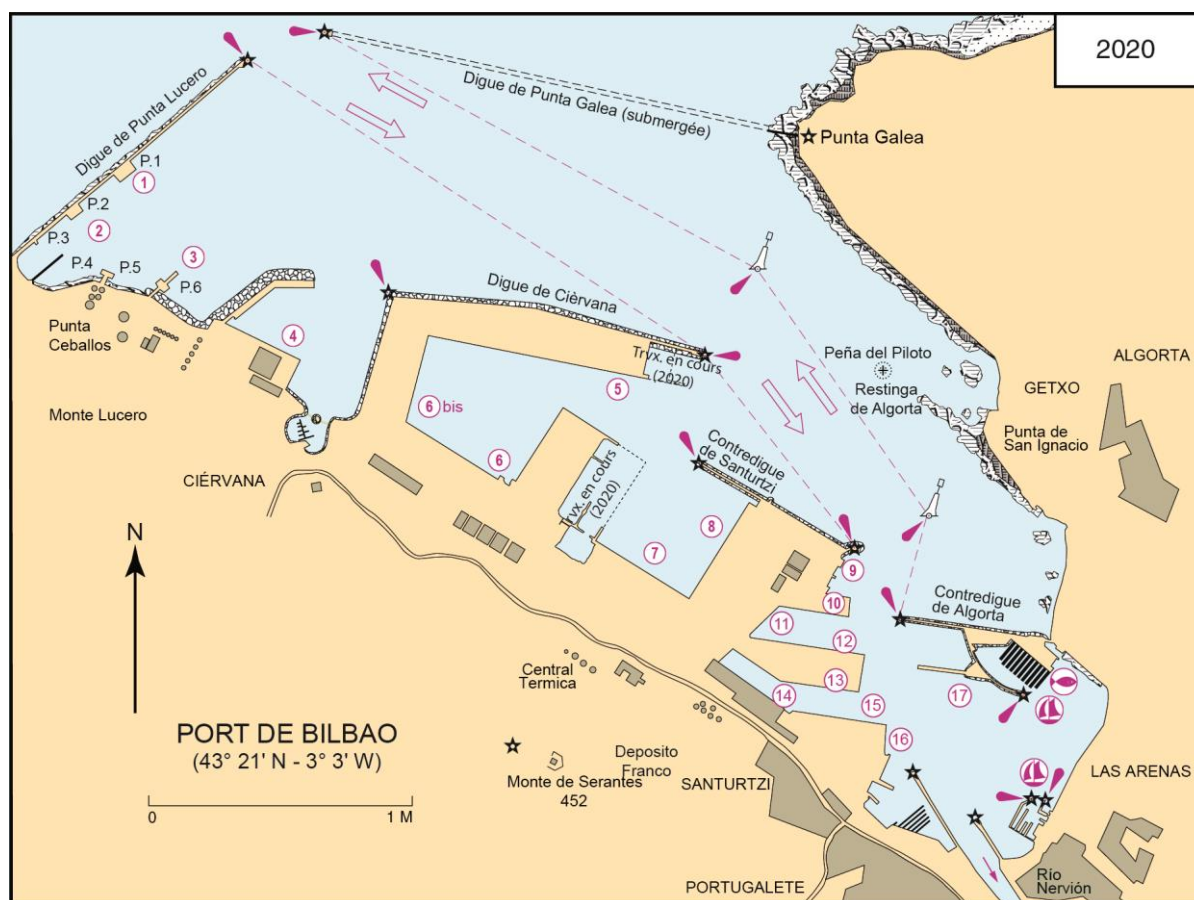 2020
Digue de Punta Lucero
Digue de Punta Galea (submergée)
Punta Galea
P.1
1
P.2
2
P.3
3
P.4
P.5
P.6
Digue de Cièrvana
Punta
Ceballos
4
Trvx. en cours
(2020)
Peña del Piloto
Restinga
de Algorta
ALGORTA
GETXO
Punta de
San Ignacio
Monte Lucero
5
6 bis
6
Contredigue
de Santurtzi
CIÉRVANA
Trvx. en cours
(2020)
8
7
N
9
10
Contredigue
de Algorta
11
12
13
14
15
16
17
Central
Termica
PORT DE BILBAO
(43° 21' N - 3° 3' W)
Deposito
Franco
Monte de Serantes
452
SANTURTZI
LAS ARENAS
0
1 M
PORTUGALETE
Río
Nervión